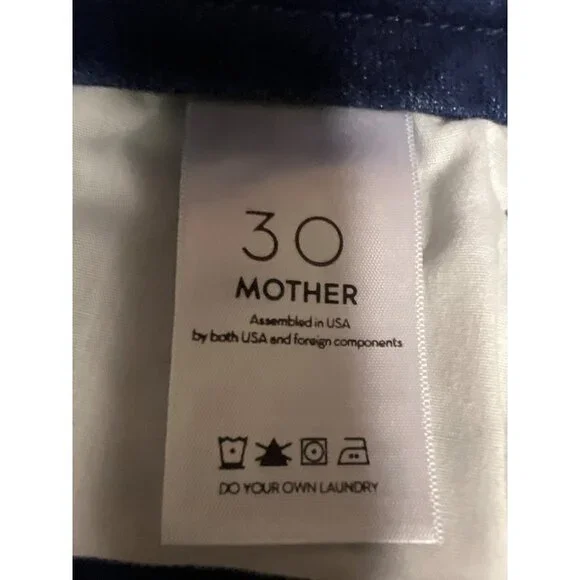 30
MOTHER
Assembled in USA
by both USA and foreign components
DO YOUR OWN LAUNDRY